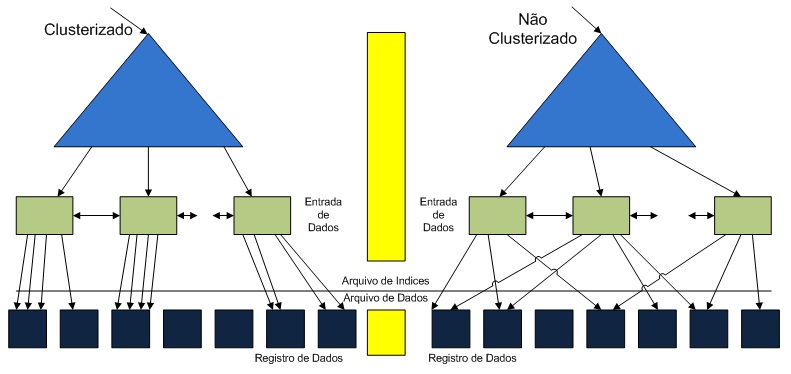 Clusterizado
Não
Clusterizado
Entrada
de
Dados
Entrada
de
Dados
Arquivo de Indices
Arquivo de Dados
Registro de Dados
Registro de Dados